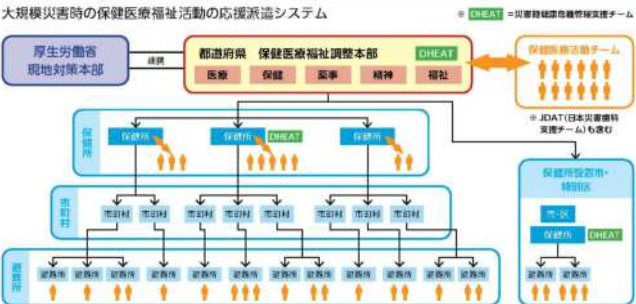 大規模災害時の保健医療福祉活動の応援派遣システム
※ DHEAT =災害時健康危機管理支援チーム
厚生労働省
現地対策本部
連携
都道府県 保健医療福祉調整本部 DHEAT
医療 保健 薬事 精神 福祉
保健医療活動チーム
※ JDAT(日本災害歯科
支援チーム)も含む
保健所
保健所 保健所 DHEAT 保健所
市町村
市町村 市町村 市町村 市町村 市町村 市町村 市町村 市町村
避難所
避難所 避難所 避難所 避難所 避難所 避難所 避難所 避難所 避難所 避難所 避難所 避難所
保健所設置市・
特別区
市・区
保健所 DHEAT
避難所 避難所